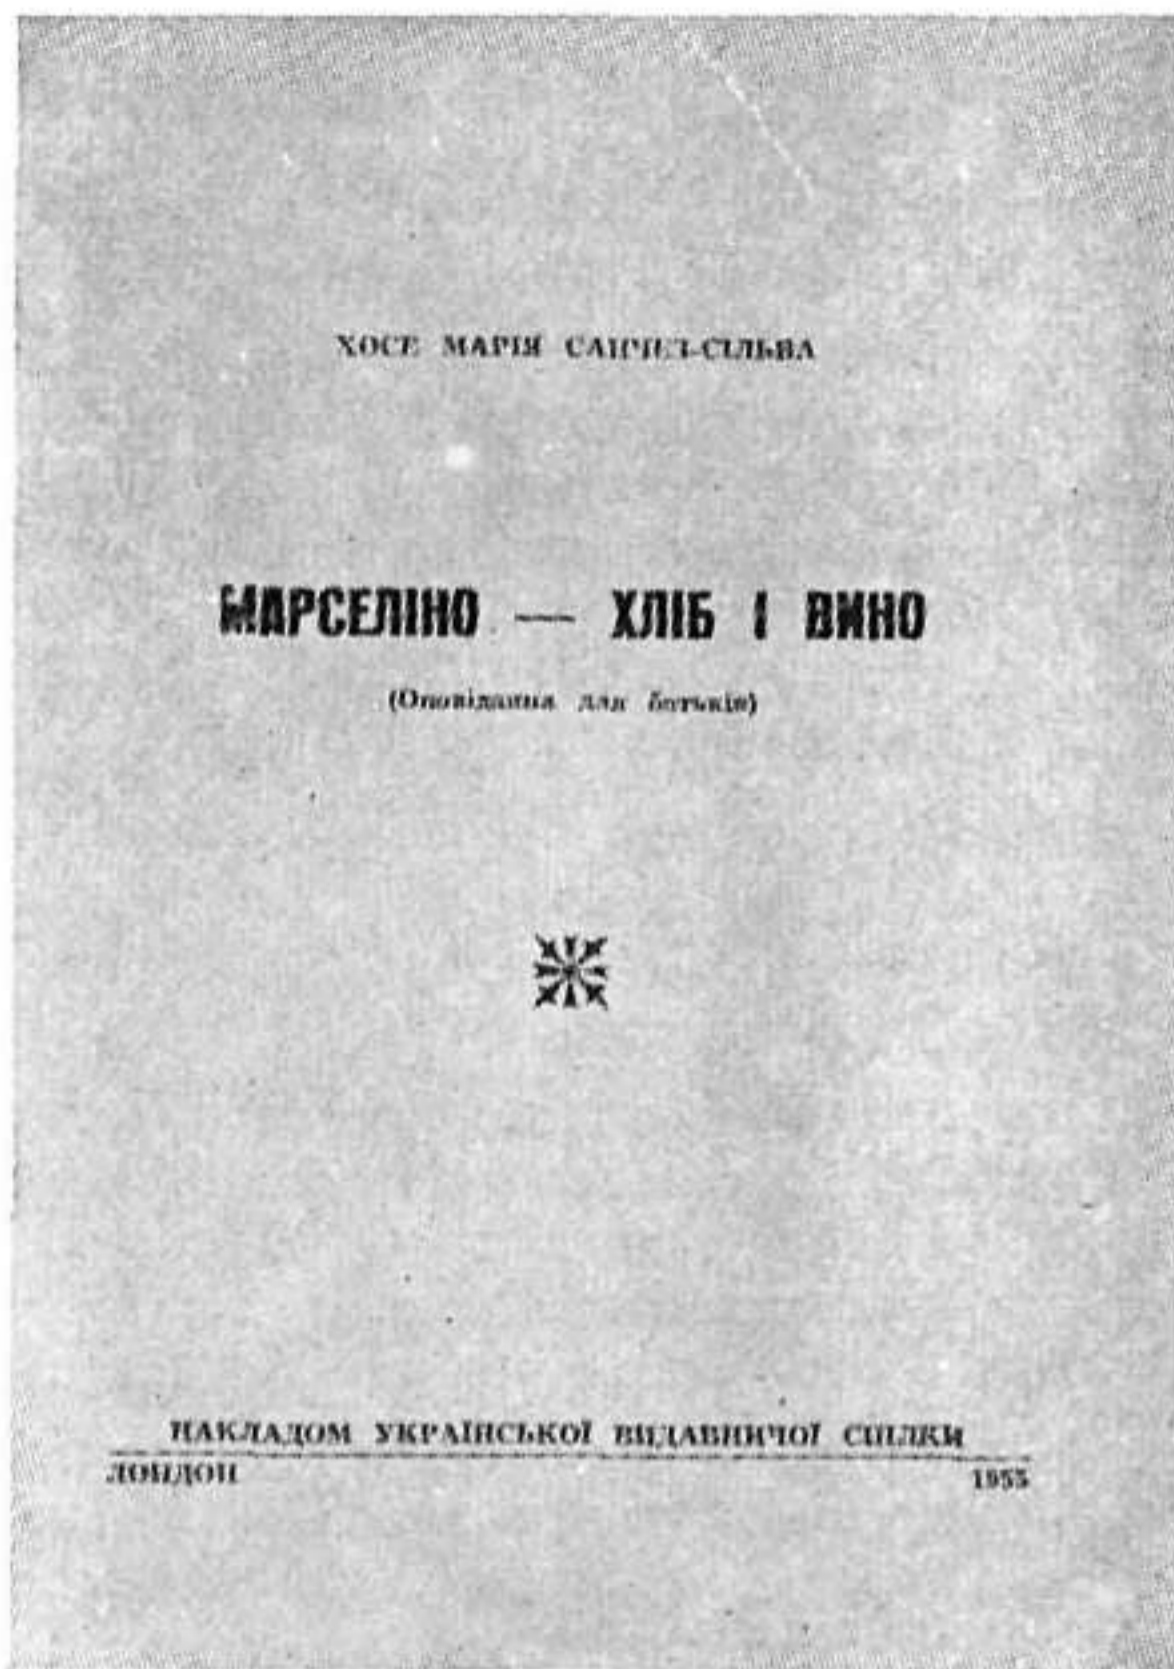 ХОСЕ МАРІЯ САНЧЕЗ-СІЛЬВА
МАРСЕЛІНО — ХЛІБ І ВИНО
(Оповідання для батьків)
НАКЛАДОМ УКРАЇНСЬКОЇ ВИДАВНИЧОЇ СПІЛКИ
ЛОНДОН 1955